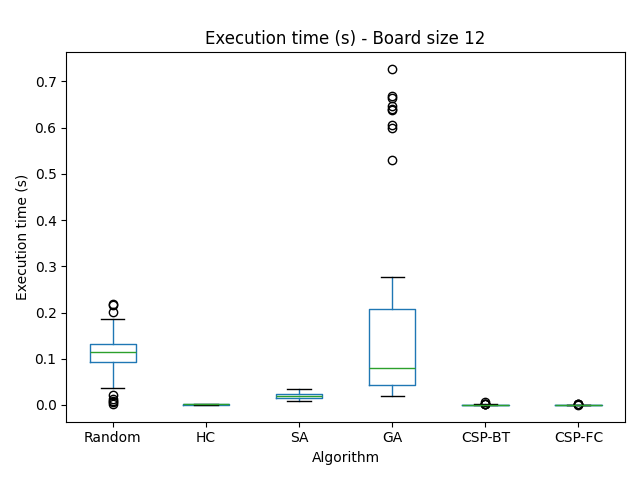 Execution time (s) - Board size 12
Execution time (s)
0.7
0.6
0.5
0.4
0.3
0.2
0.1
0.0
Random HC SA GA CSP-BT CSP-FC
Algorithm